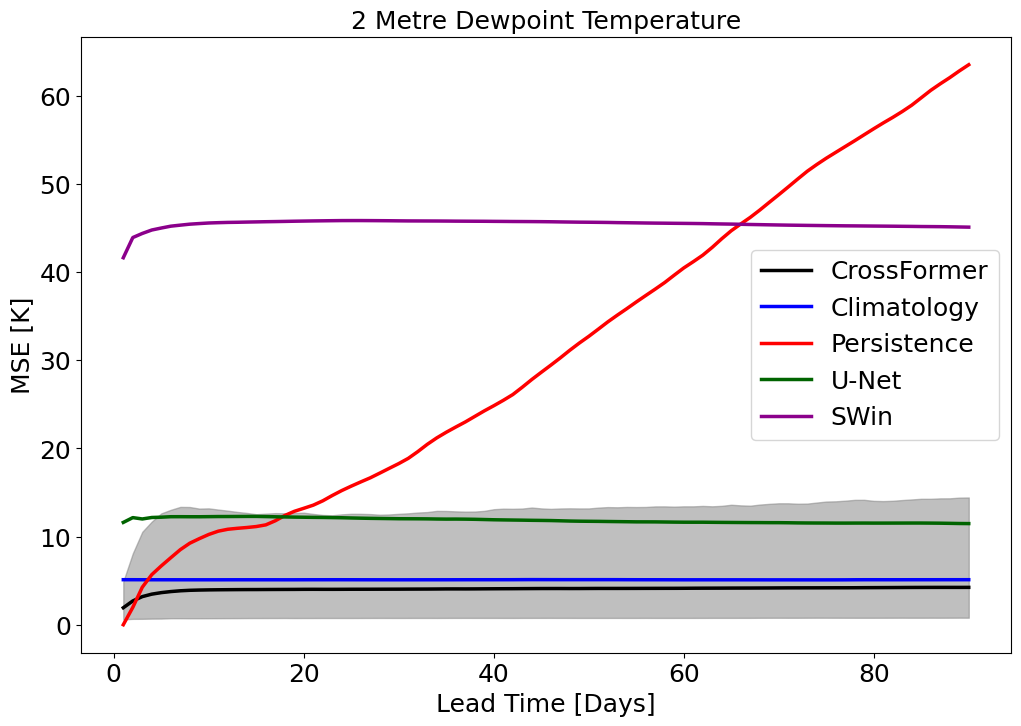 2 Metre Dewpoint Temperature
MSE [K]
60
50
40
30
20
10
0
0 20 40 60 80
Lead Time [Days]
CrossFormer
Climatology
Persistence
U-Net
SWin